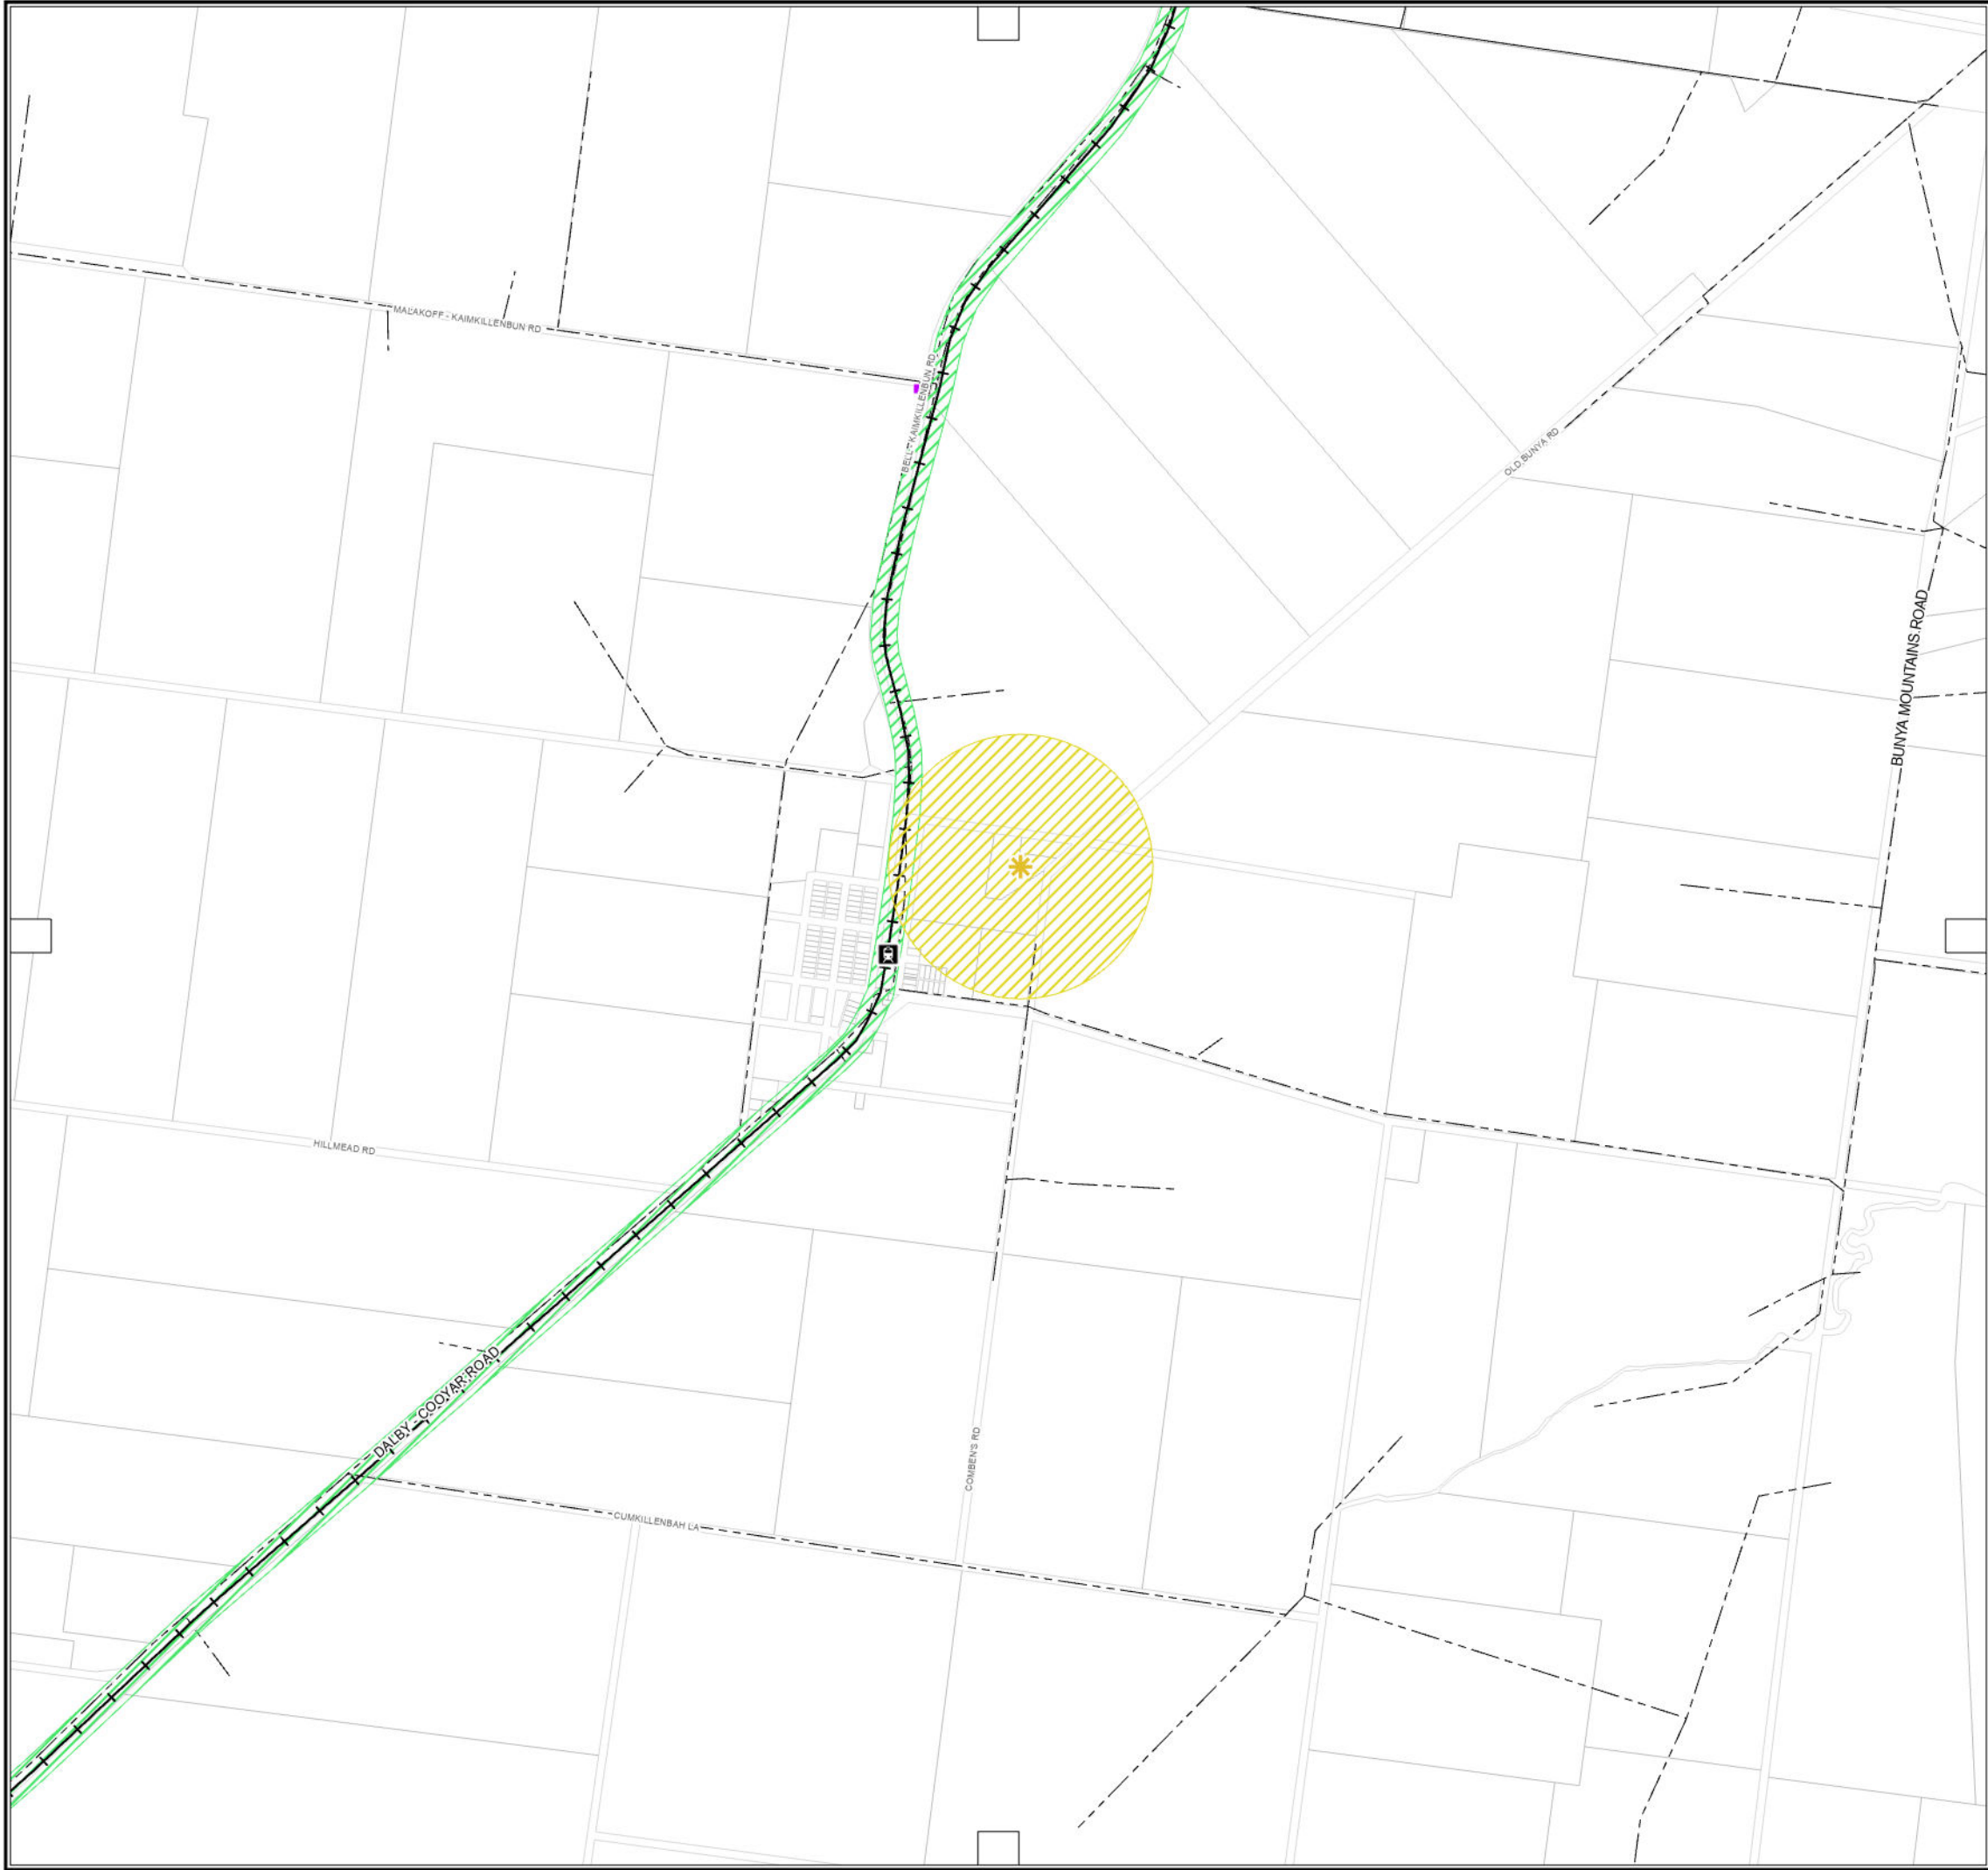 MALAKOFF - KAIMKILLENBUN RD
BELL - KAIMKILLENBUN RD
OLD BUNYA RD
BUNYA MOUNTAINS ROAD
HILLMEAD RD
DALBY - COOYAR ROAD
COMBEN'S RD
CUMKILLENBAH LA